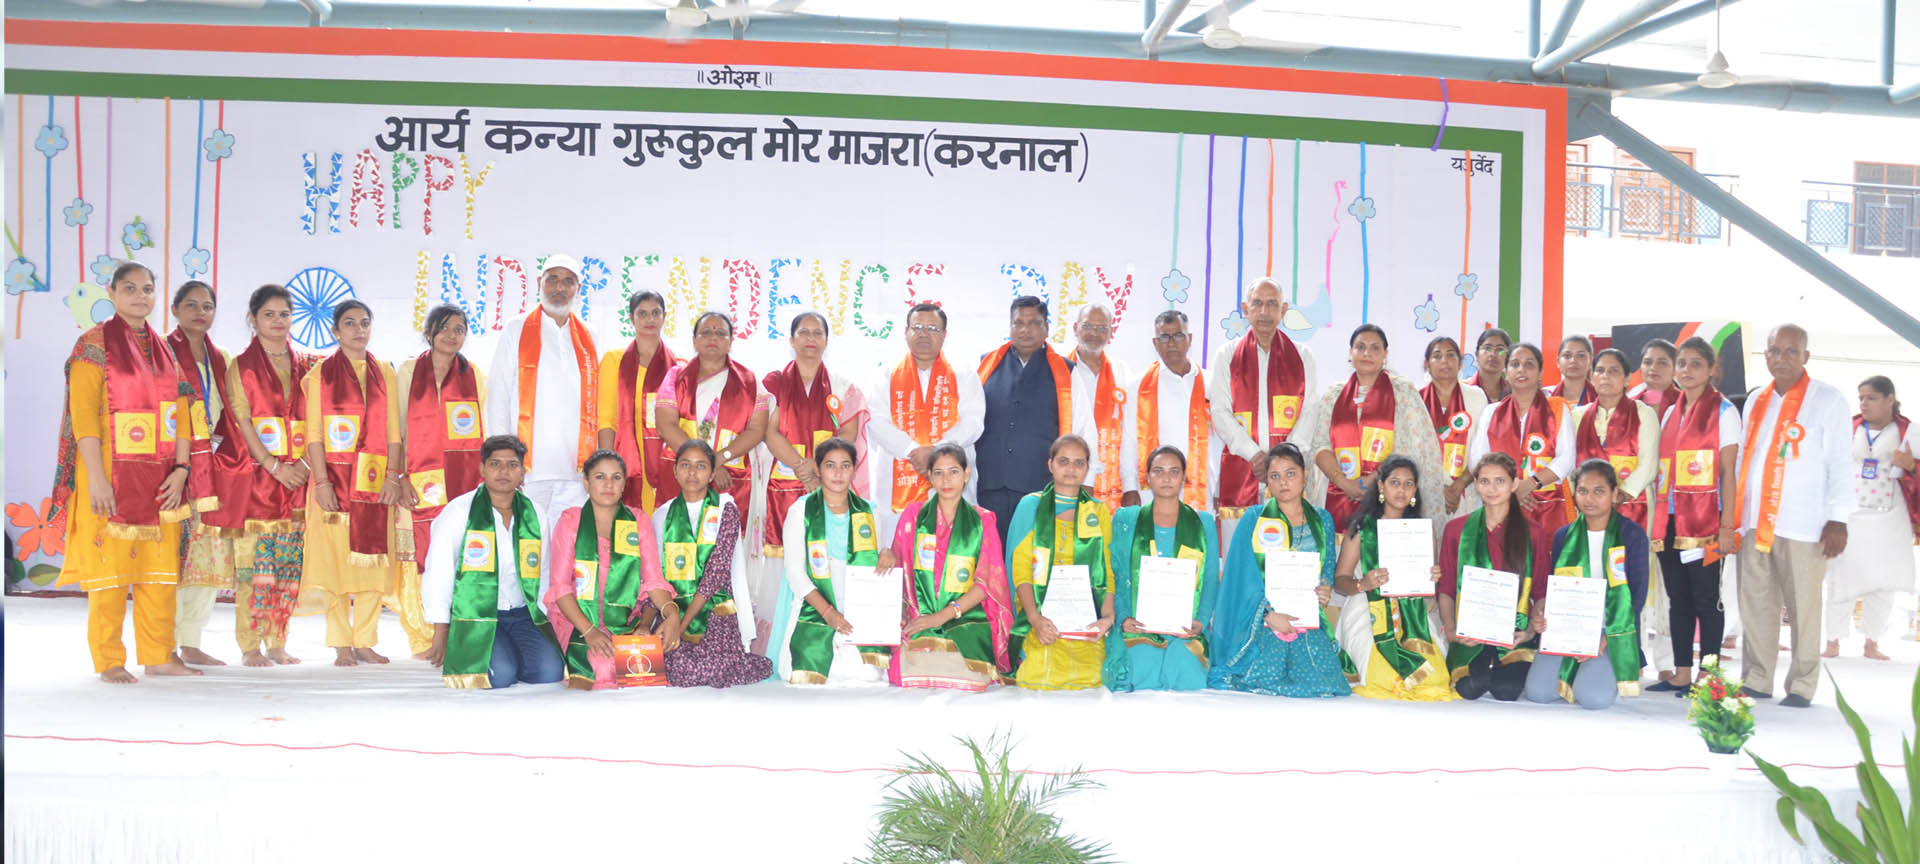 ॥ओ३म्॥
आर्य कन्या गुरूकुल मोर माजरा(करनाल)
यजुर्वेद
HAPPY
INDEPENDENCE DAY